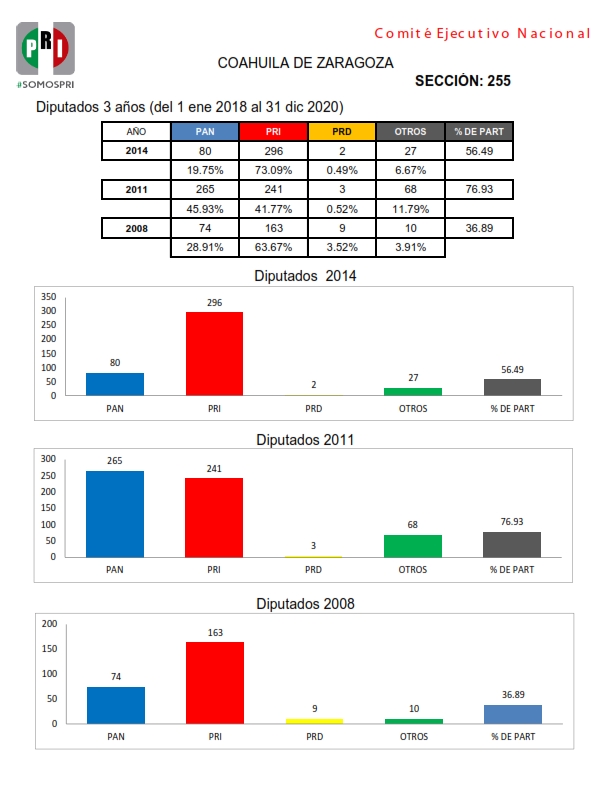 Comité Ejecutivo Nacional
PRI
#SOMOSPRI
COAHUILA DE ZARAGOZA
SECCIÓN: 255
Diputados 3 años (del 1 ene 2018 al 31 dic 2020)
AÑO PAN PRI PRD OTROS % DE PART
2014 80 296 2 27 56.49
19.75% 73.09% 0.49% 6.67%
2011 265 241 3 68 76.93
45.93% 41.77% 0.52% 11.79%
2008 74 163 9 10 36.89
28.91% 63.67% 3.52% 3.91%
Diputados 2014
350
300
250
200
150
100
50
0
80 296 2 27 56.49
PAN PRI PRD OTROS % DE PART
Diputados 2011
300
250
200
150
100
50
0
265 241 3 68 76.93
PAN PRI PRD OTROS % DE PART
Diputados 2008
200
150
100
50
0
74 163 9 10 36.89
PAN PRI PRD OTROS % DE PART